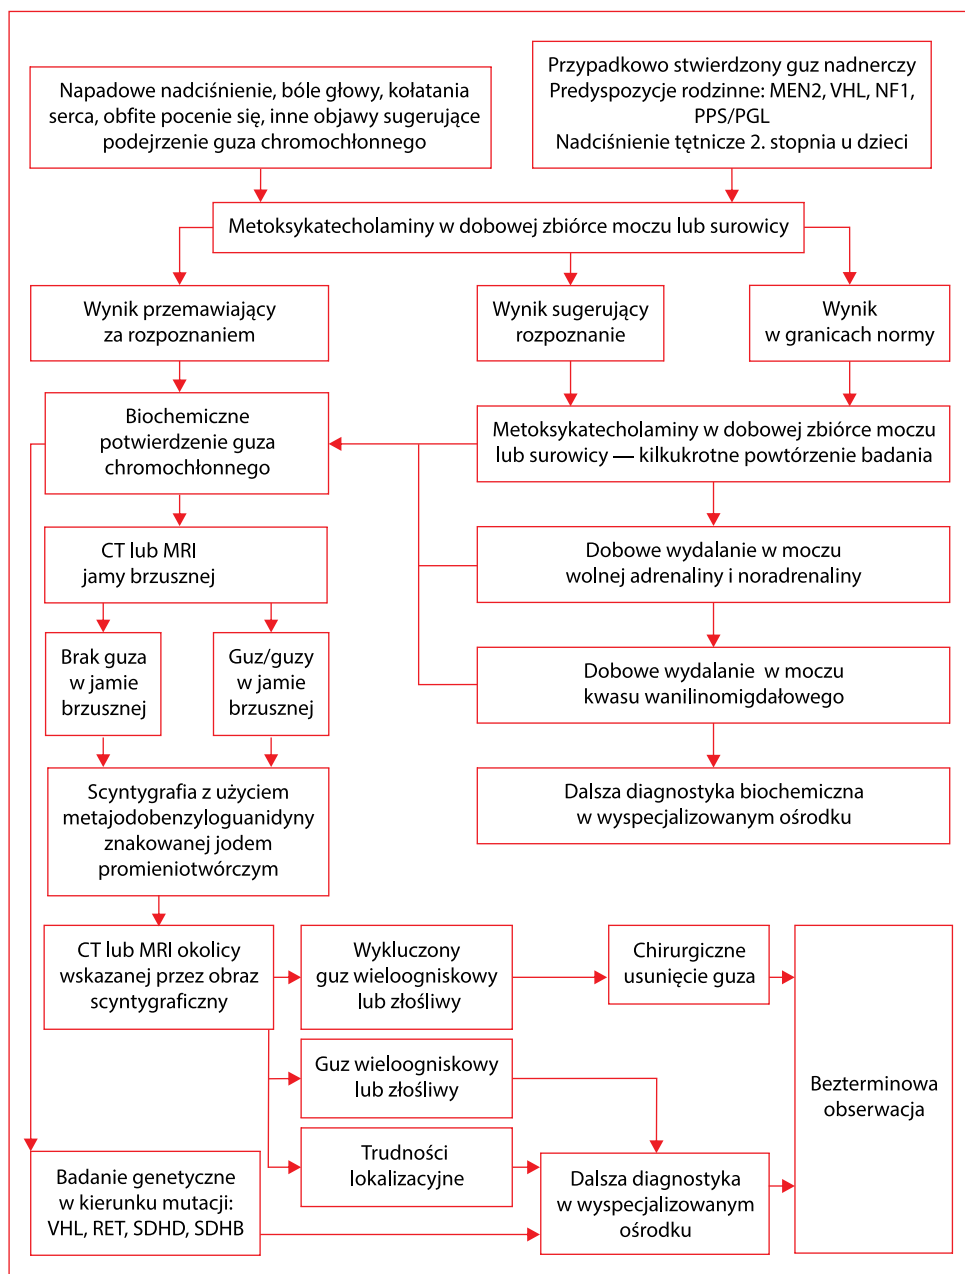 Napadowe nadciśnienie, bóle głowy, kołatania
serca, obfite pocenie się, inne objawy sugerujące
podejrzenie guza chromochłonnego
Przypadkowo stwierdzony guz nadnerczy
Predyspozycje rodzinne: MEN2, VHL, NF1,
PPS/PGL
Nadciśnienie tętnicze 2. stopnia u dzieci
Metoksykatecholaminy w dobowej zbiórce moczu lub surowicy
Wynik przemawiający
za rozpoznaniem
Wynik sugerujący
rozpoznanie
Wynik
w granicach normy
Biochemiczne
potwierdzenie guza
chromochłonnego
Metoksykatecholaminy w dobowej zbiórce moczu
lub surowicy — kilkukrotne powtórzenie badania
CT lub MRI
jamy brzusznej
Dobowe wydalanie w moczu
wolnej adrenaliny i noradrenaliny
Brak guza
w jamie
brzusznej
Guz/guzy
w jamie
brzusznej
Dobowe wydalanie w moczu
kwasu wanilinomigdałowego
Scyntygrafia z użyciem
metajodobenzyloguanidyny
znakowanej jodem
promieniotwórczym
Dalsza diagnostyka biochemiczna
w wyspecjalizowanym ośrodku
CT lub MRI okolicy
wskazanej przez obraz
scyntygraficzny
Wykluczony
guz wieloogniskowy
lub złośliwy
Chirurgiczne
usunięcie guza
Guz wieloogniskowy
lub złośliwy
Bezterminowa
obserwacja
Trudności
lokalizacyjne
Badanie genetyczne
w kierunku mutacji:
VHL, RET, SDHD, SDHB
Dalsza diagnostyka
w wyspecjalizowanym
ośrodku